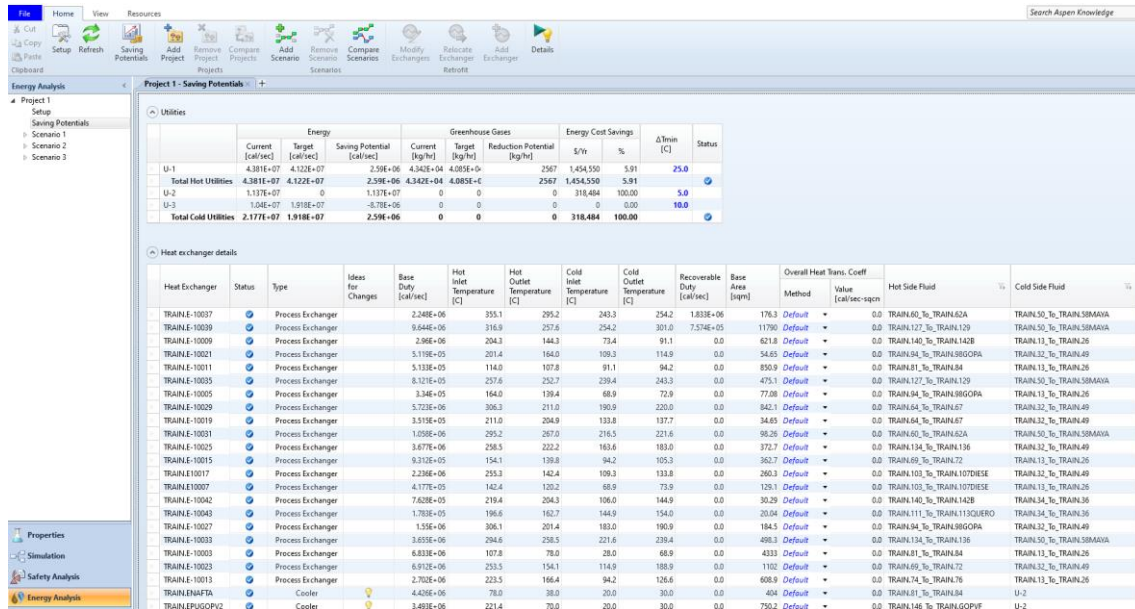 File Home View Resources Search Aspen Knowledge
Cut
Copy
Paste
Clipboard
Setup Refresh Saving Potentials
Add Project Remove Project Compare Projects
Projects
Add Scenario Remove Scenario Compare Scenarios
Scenarios
Modify Exchangers Relocate Exchanger Add Exchanger
Retrofit
Details
Energy Analysis
Project 1
Setup
Saving Potentials
Scenario 1
Scenario 2
Scenario 3
Properties
Simulation
Safety Analysis
Energy Analysis
Project 1 - Saving Potentials × +
Utilities
Energy Greenhouse Gases Energy Cost Savings ΔTmin [C] Status
Current [cal/sec] Target [cal/sec] Saving Potential [cal/sec] Current [kg/hr] Target [kg/hr] Reduction Potential [kg/hr] $/Yr %
U-1 4.381E+07 4.122E+07 2.59E+06 4.342E+04 4.085E+04 2567 1,454,550 5.91 25.0
Total Hot Utilities 4.381E+07 4.122E+07 2.59E+06 4.342E+04 4.085E+0 2567 1,454,550 5.91
U-2 1.137E+07 0 1.137E+07 0 0 0 318,484 100.00 5.0
U-3 1.04E+07 1.918E+07 -8.78E+06 0 0 0 0 0.00 10.0
Total Cold Utilities 2.177E+07 1.918E+07 2.59E+06 0 0 0 318,484 100.00
Heat exchanger details
Heat Exchanger Status Type Ideas for Changes Base Duty [cal/sec] Hot Inlet Temperature [C] Hot Outlet Temperature [C] Cold Inlet Temperature [C] Cold Outlet Temperature [C] Recoverable Duty [cal/sec] Base Area [sqm] Overall Heat Trans. Coeff Method Value [cal/sec-sqcn Hot Side Fluid Cold Side Fluid
TRAIN.E-10037 Process Exchanger 2.248E+06 355.1 295.2 243.3 254.2 1.833E+06 176.3 Default 0.0 TRAIN.60_To_TRAIN.62A TRAIN.50_To_TRAIN.58MAYA
TRAIN.E-10039 Process Exchanger 9.644E+06 316.9 257.6 254.2 301.0 7.574E+05 11790 Default 0.0 TRAIN.127_To_TRAIN.129 TRAIN.50_To_TRAIN.58MAYA
TRAIN.E-10009 Process Exchanger 2.96E+06 204.3 144.3 73.4 91.1 0.0 621.8 Default 0.0 TRAIN.140_To_TRAIN.142B TRAIN.13_To_TRAIN.26
TRAIN.E-10021 Process Exchanger 5.119E+05 201.4 164.0 109.3 114.9 0.0 54.65 Default 0.0 TRAIN.94_To_TRAIN.98GOPA TRAIN.32_To_TRAIN.49
TRAIN.E-10011 Process Exchanger 5.133E+05 114.0 107.8 91.1 94.2 0.0 850.9 Default 0.0 TRAIN.81_To_TRAIN.84 TRAIN.13_To_TRAIN.26
TRAIN.E-10035 Process Exchanger 8.121E+05 257.6 252.7 239.4 243.3 0.0 475.1 Default 0.0 TRAIN.127_To_TRAIN.129 TRAIN.50_To_TRAIN.58MAYA
TRAIN.E-10005 Process Exchanger 3.34E+05 164.0 139.4 68.9 72.9 0.0 77.08 Default 0.0 TRAIN.94_To_TRAIN.98GOPA TRAIN.13_To_TRAIN.26
TRAIN.E-10029 Process Exchanger 5.723E+06 306.3 211.0 190.9 220.0 0.0 842.1 Default 0.0 TRAIN.64_To_TRAIN.67 TRAIN.32_To_TRAIN.49
TRAIN.E-10019 Process Exchanger 3.515E+05 211.0 204.9 133.8 137.7 0.0 34.65 Default 0.0 TRAIN.64_To_TRAIN.67 TRAIN.32_To_TRAIN.49
TRAIN.E-10031 Process Exchanger 1.058E+06 295.2 267.0 216.5 221.6 0.0 98.26 Default 0.0 TRAIN.60_To_TRAIN.62A TRAIN.50_To_TRAIN.58MAYA
TRAIN.E-10025 Process Exchanger 3.677E+06 258.5 222.2 163.6 183.0 0.0 372.7 Default 0.0 TRAIN.134_To_TRAIN.136 TRAIN.32_To_TRAIN.49
TRAIN.E-10015 Process Exchanger 9.312E+05 154.1 139.8 94.2 105.3 0.0 362.7 Default 0.0 TRAIN.69_To_TRAIN.72 TRAIN.13_To_TRAIN.26
TRAIN.E10017 Process Exchanger 2.236E+06 255.3 142.4 109.3 133.8 0.0 260.3 Default 0.0 TRAIN.103_To_TRAIN.107DIESE TRAIN.32_To_TRAIN.49
TRAIN.E10007 Process Exchanger 4.177E+05 142.4 120.2 68.9 73.9 0.0 129.1 Default 0.0 TRAIN.103_To_TRAIN.107DIESE TRAIN.13_To_TRAIN.26
TRAIN.E-10042 Process Exchanger 7.628E+05 219.4 204.3 106.0 144.9 0.0 30.29 Default 0.0 TRAIN.140_To_TRAIN.142B TRAIN.34_To_TRAIN.36
TRAIN.E-10043 Process Exchanger 1.783E+05 196.6 162.7 144.9 154.0 0.0 20.04 Default 0.0 TRAIN.111_To_TRAIN.113QUERO TRAIN.34_To_TRAIN.36
TRAIN.E-10027 Process Exchanger 1.55E+06 306.1 201.4 183.0 190.9 0.0 184.5 Default 0.0 TRAIN.94_To_TRAIN.98GOPA TRAIN.32_To_TRAIN.49
TRAIN.E-10033 Process Exchanger 3.655E+06 294.6 258.5 221.6 239.4 0.0 498.3 Default 0.0 TRAIN.134_To_TRAIN.136 TRAIN.50_To_TRAIN.58MAYA
TRAIN.E-10003 Process Exchanger 6.833E+06 107.8 78.0 28.0 68.9 0.0 4333 Default 0.0 TRAIN.81_To_TRAIN.84 TRAIN.13_To_TRAIN.26
TRAIN.E-10023 Process Exchanger 6.912E+06 253.5 154.1 114.9 188.9 0.0 1102 Default 0.0 TRAIN.69_To_TRAIN.72 TRAIN.32_To_TRAIN.49
TRAIN.E-10013 Process Exchanger 2.702E+06 223.5 166.4 94.2 126.6 0.0 608.9 Default 0.0 TRAIN.74_To_TRAIN.76 TRAIN.13_To_TRAIN.26
TRAIN.ENAFTA Cooler 4.426E+06 78.0 38.0 20.0 30.0 0.0 404 Default 0.0 TRAIN.81_To_TRAIN.84 U-2
TRAIN.EPUGOPV2 Cooler 3.493E+06 221.4 70.0 20.0 30.0 0.0 750.2 Default 0.0 TRAIN.146_To_TRAIN.GOPVF U-2